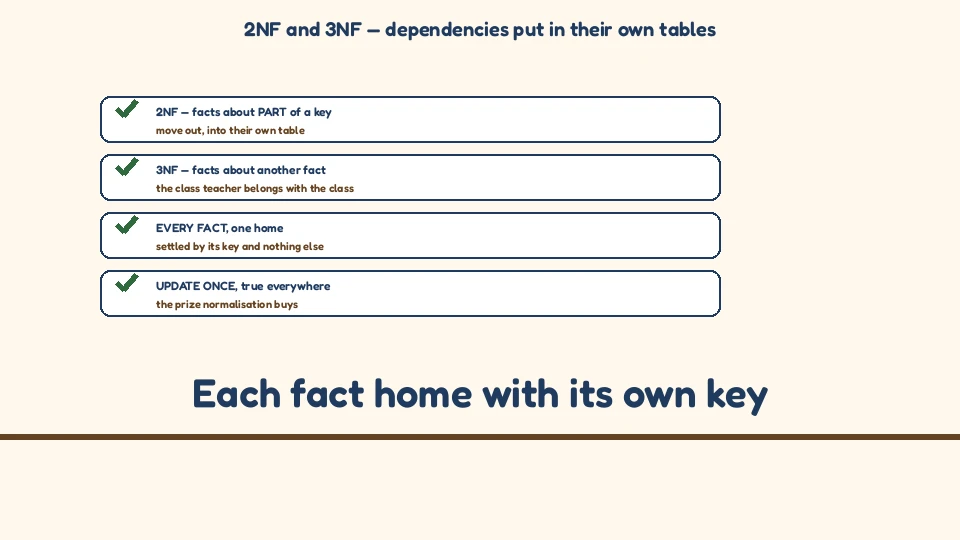 2NF and 3NF — dependencies put in their own tables
2NF — facts about PART of a key
move out, into their own table
3NF — facts about another fact
the class teacher belongs with the class
EVERY FACT, one home
settled by its key and nothing else
UPDATE ONCE, true everywhere
the prize normalisation buys
Each fact home with its own key